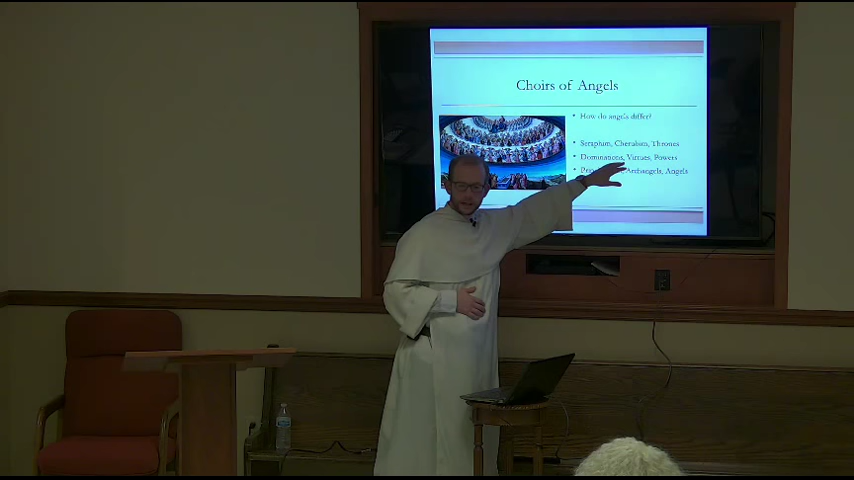 Choirs of Angels
• How do angels differ?
• Seraphim, Cherubim, Thrones
• Dominations, Virtues, Powers
• Archangels, Angels